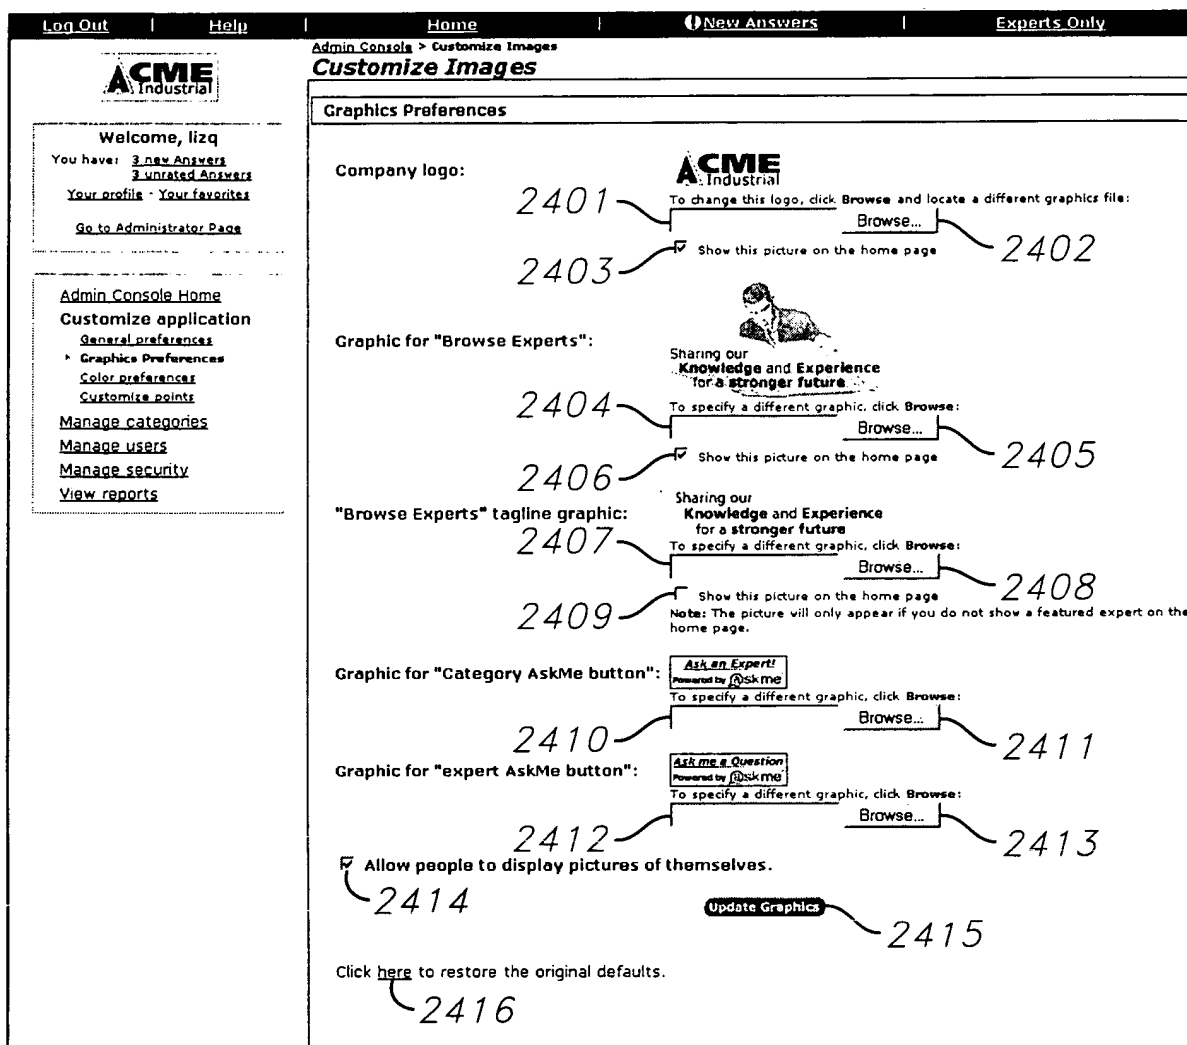 Log Out | Help | Home | New Answers | Experts Only
ACME
Industrial
Welcome, lizq
You have: 3 new Answers
3 unrated Answers
Your profile - Your favorites
Go to Administrator Page
Admin Console Home
Customize application
General preferences
Graphics Preferences
Color preferences
Customize points
Manage categories
Manage users
Manage security
View reports
Admin Console > Customize Images
Customize Images
Graphics Preferences
Company logo:
ACME
Industrial
To change this logo, click Browse and locate a different graphics file:
2401
Browse...
2402
Show this picture on the home page
2403
Graphic for "Browse Experts":
Sharing our
Knowledge and Experience
for a stronger future
To specify a different graphic, click Browse:
2404
Browse...
2405
Show this picture on the home page
2406
"Browse Experts" tagline graphic:
Sharing our
Knowledge and Experience
for a stronger future
To specify a different graphic, click Browse:
2407
Browse...
2408
Show this picture on the home page
2409
Note: The picture will only appear if you do not show a featured expert on the
home page.
Graphic for "Category AskMe button":
Ask an Expert!
Powered by @skme
To specify a different graphic, click Browse:
2410
Browse...
2411
Graphic for "expert AskMe button":
Ask me a Question
Powered by @skme
To specify a different graphic, click Browse:
2412
Browse...
2413
Allow people to display pictures of themselves.
2414
Update Graphics
2415
Click here to restore the original defaults.
2416